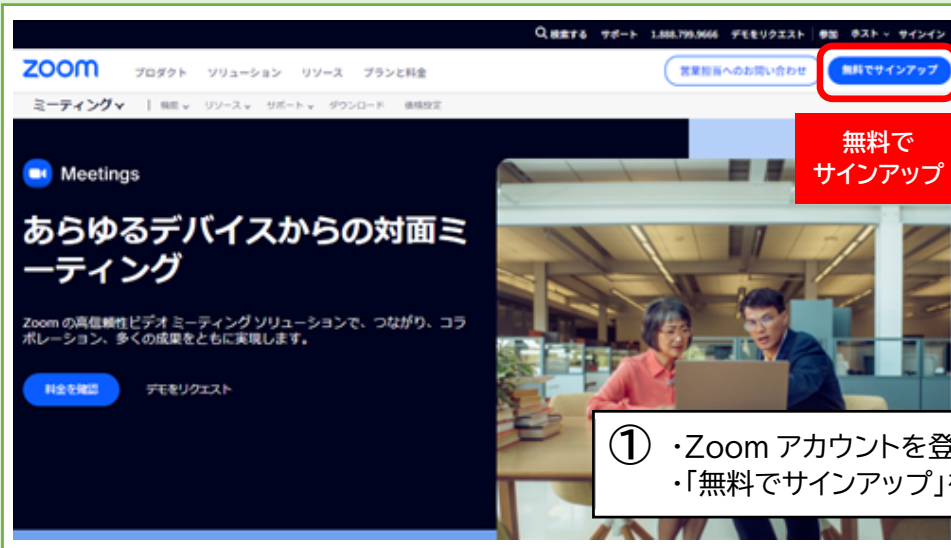 検索する サポート 1.888.799.9666 デモをリクエスト 参加 ホスト サインイン
zoom プロダクト ソリューション リソース プランと料金 営業担当へのお問い合わせ 無料でサインアップ
ミーティング 機能 リソース サポート ダウンロード 価格設定
無料で
サインアップ
Meetings
あらゆるデバイスからの対面ミ
ーティング
Zoom の高信頼性ビデオ ミーティング ソリューションで、つながり、コラ
ボレーション、多くの成果をともに実現します。
料金を確認 デモをリクエスト
① ・Zoom アカウントを登
・「無料でサインアップ」